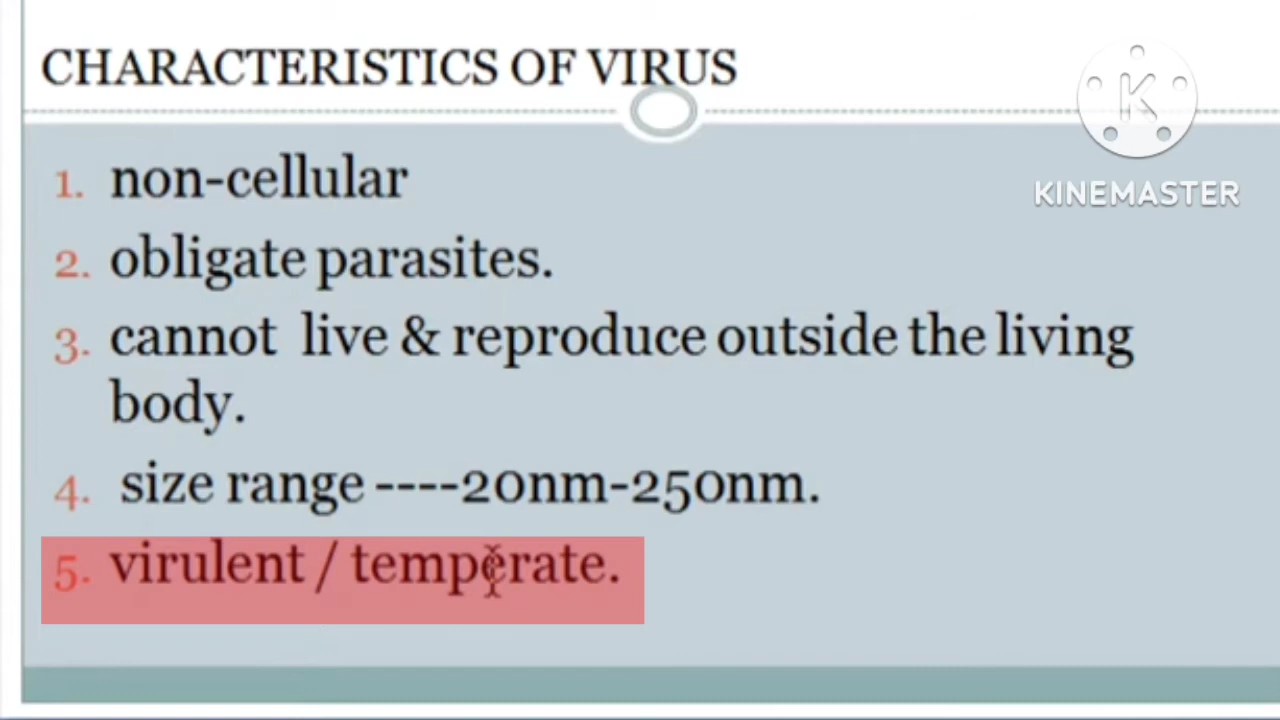 CHARACTERISTICS OF VIRUS
K
KINEMASTER
1. non-cellular
2. obligate parasites.
3. cannot live & reproduce outside the living
body.
4. size range ----20nm-250nm.
5. virulent / temperate.